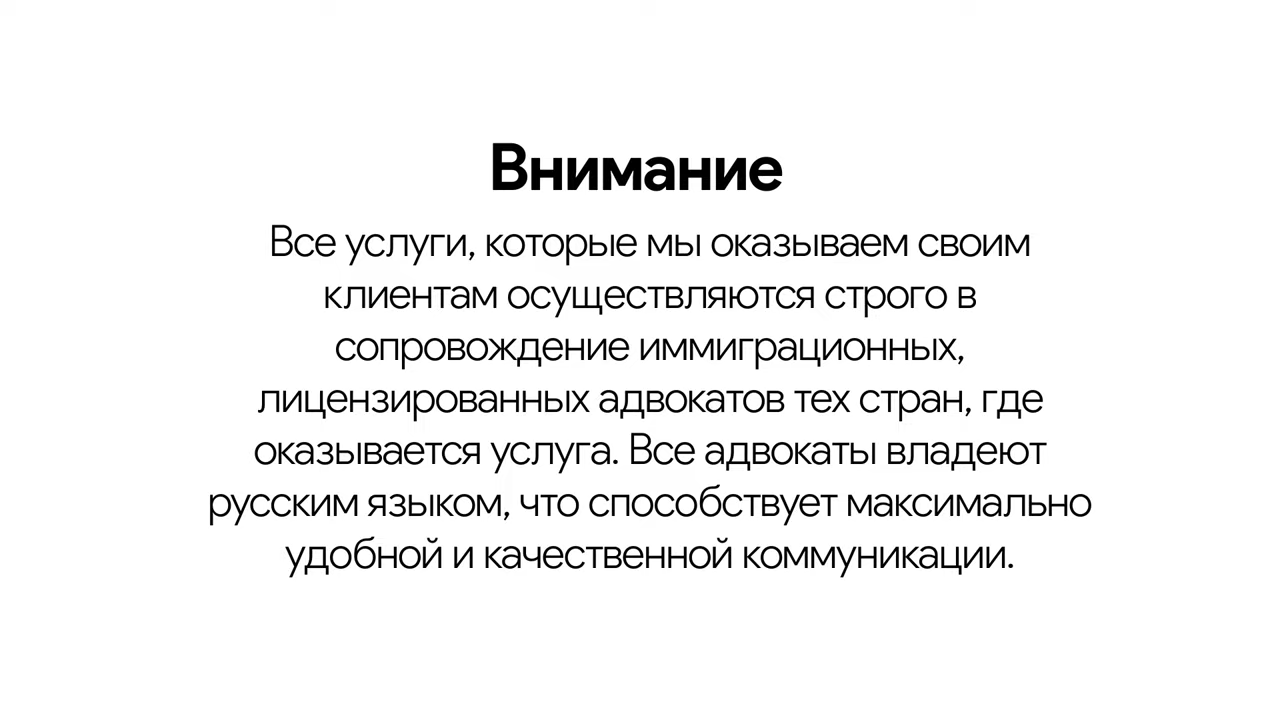 Внимание
Все услуги, которые мы оказываем своим
клиентам осуществляются строго в
сопровождение иммиграционных,
лицензированных адвокатов тех стран, где
оказывается услуга. Все адвокаты владеют
русским языком, что способствует максимально
удобной и качественной коммуникации.